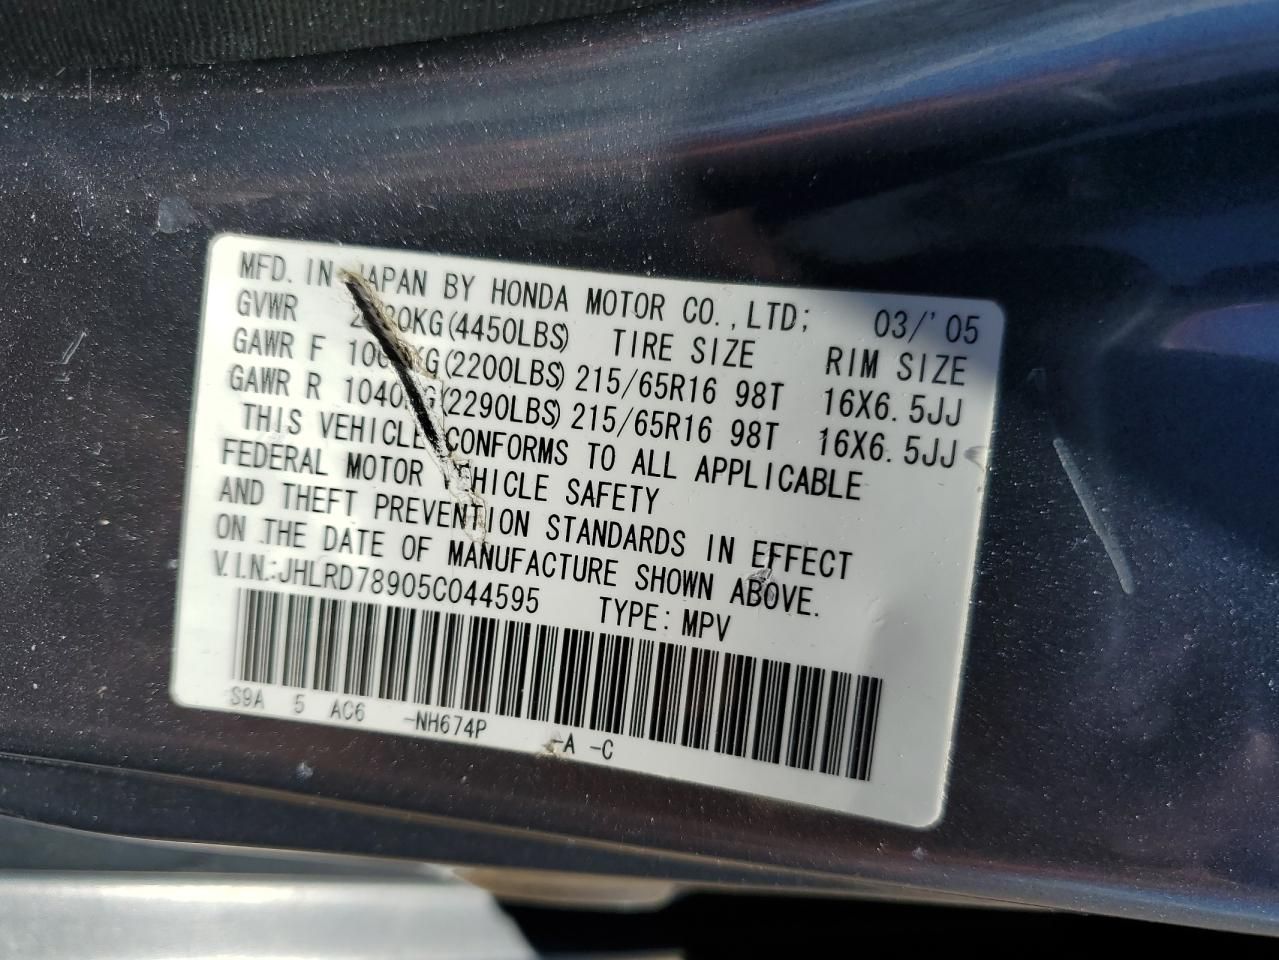 MFD. IN JAPAN BY HONDA MOTOR CO.,LTD; 03/'05
GVWR (4450LBS) TIRE SIZE RIM SIZE
GAWR F (2200LBS) 215/65R16 98T 16X6.5JJ
GAWR R 1040KG(2290LBS) 215/65R16 98T 16X6.5JJ
THIS VEHICLE CONFORMS TO ALL APPLICABLE
FEDERAL MOTOR VEHICLE SAFETY
AND THEFT PREVENTION STANDARDS IN EFFECT
ON THE DATE OF MANUFACTURE SHOWN ABOVE.
V.I.N.:JHLRD78905C044595 TYPE: MPV
S9A 5 AC6 -NH674P -A -C